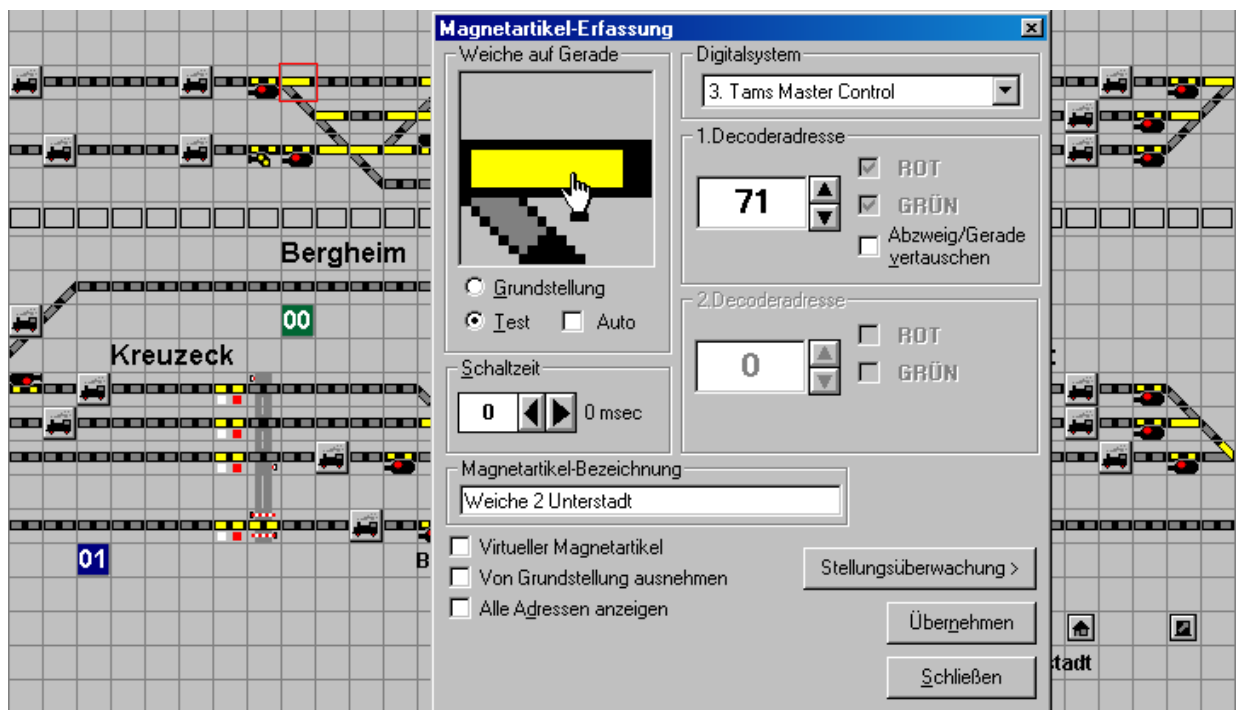 Magnetartikel-Erfassung
Weiche auf Gerade
Grundstellung
Test
Auto
Schaltzeit
0
0 msec
Digitalsystem
3. Tams Master Control
1.Decoderadresse
71
ROT
GRÜN
Abzweig/Gerade
vertauschen
2.Decoderadresse
0
ROT
GRÜN
Magnetartikel-Bezeichnung
Weiche 2 Unterstadt
Virtueller Magnetartikel
Von Grundstellung ausnehmen
Alle Adressen anzeigen
Stellungsüberwachung >
Übernehmen
Schließen
Bergheim
00
Kreuzeck
01
B
tadt